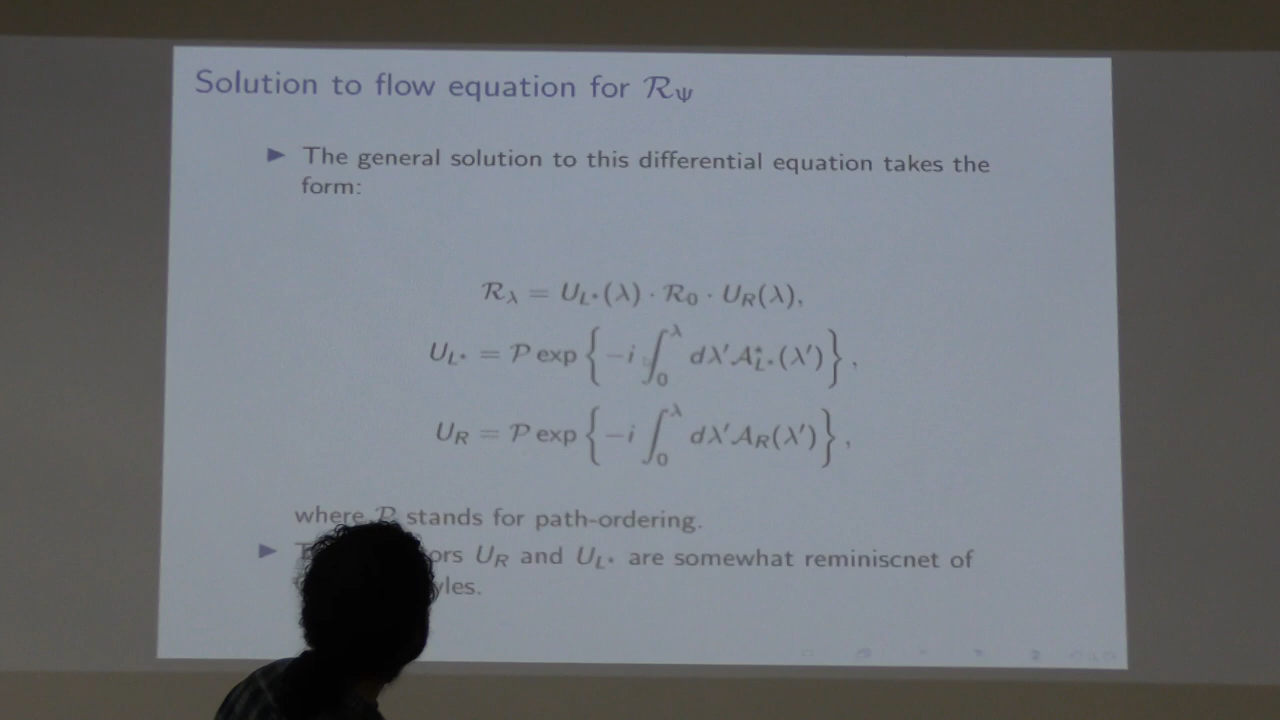 Solution to flow equation for ℛ_Ψ
▶ The general solution to this differential equation takes the
form:
ℛ_λ = U_{L*}(λ) · ℛ_0 · U_R(λ),
U_{L*} = 𝒫 exp { −i ∫_0^λ dλ′ A*_{L*}(λ′) } ,
U_R = 𝒫 exp { −i ∫_0^λ dλ′ A_R(λ′) } ,
where 𝒫 stands for path-ordering.
▶ U_R and U_{L*} are somewhat reminiscnet of